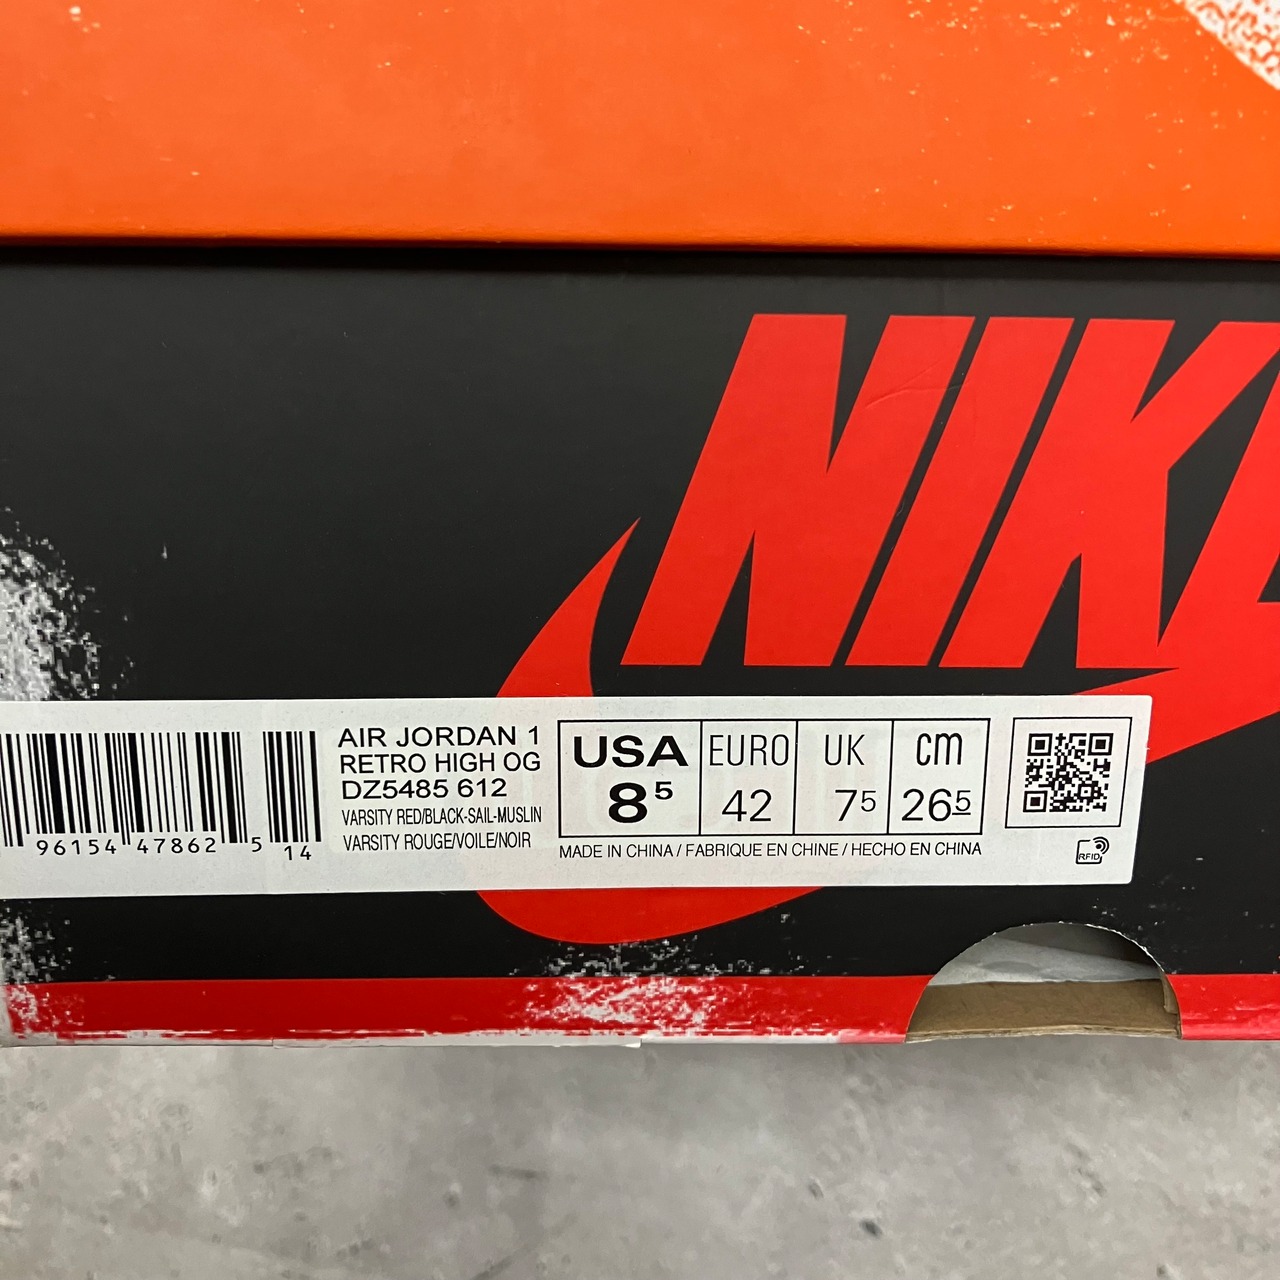 NIK
AIR JORDAN 1
RETRO HIGH OG
DZ5485 612
VARSITY RED/BLACK-SAIL-MUSLIN
VARSITY ROUGE/VOILE/NOIR
96154 47862 5 14
USA EURO UK cm
8⁵ 42 7⁵ 26⁵
MADE IN CHINA / FABRIQUE EN CHINE / HECHO EN CHINA
RFID